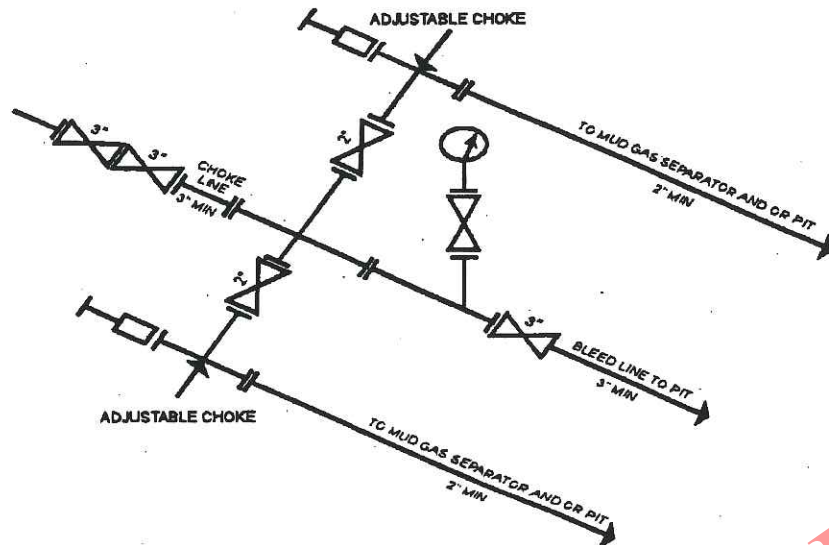 ADJUSTABLE CHOKE
3"
3"
CHOKE
LINE
3" MIN
2"
TO MUD GAS SEPARATOR AND OR PIT
2" MIN
2"
3"
BLEED LINE TO PIT
3" MIN
ADJUSTABLE CHOKE
TO MUD GAS SEPARATOR AND OR PIT
2" MIN